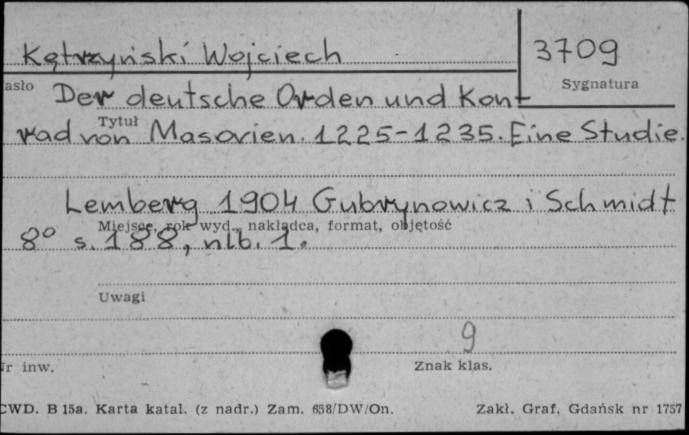 Kętrzyński Wojciech
3709
asło
Sygnatura
Der deutsche Orden und Kon-
Tytuł
rad von Masovien. 1225-1235. Eine Studie.
Lemberg 1904 Gubrynowicz i Schmidt
Miejsce, rok wyd., nakładca, format, objętość
8° s. 188, nlb. 1.
Uwagi
9
r inw.
Znak klas.
CWD. B 15a. Karta katal. (z nadr.) Zam. 658/DW/On.
Zakł. Graf. Gdańsk nr 1757